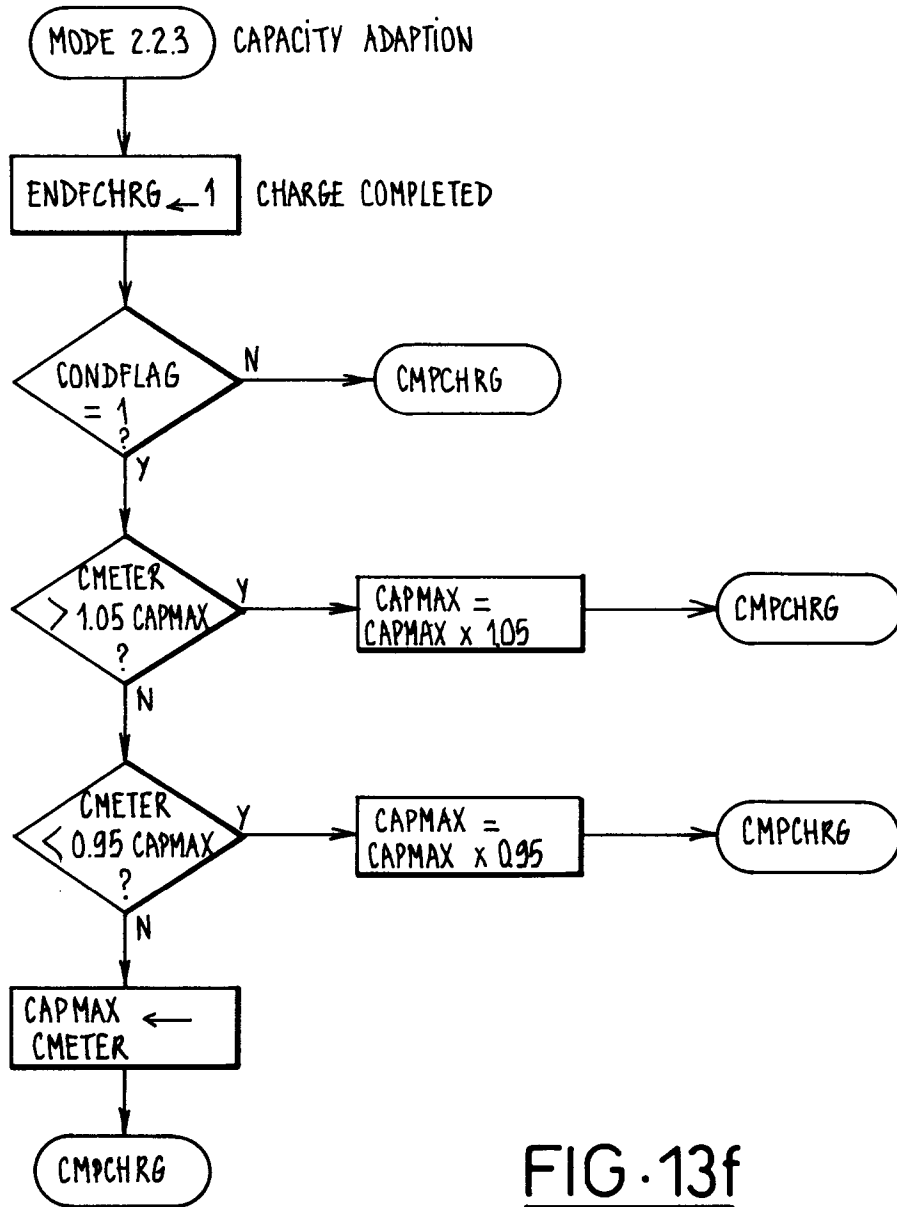 MODE 2.2.3 CAPACITY ADAPTION
ENDFCHRG ← 1 CHARGE COMPLETED
CONDFLAG
= 1
?
N
CMPCHRG
Y
CMETER
> 1.05 CAPMAX
?
Y
CAPMAX =
CAPMAX x 1.05
CMPCHRG
N
CMETER
< 0.95 CAPMAX
?
Y
CAPMAX =
CAPMAX x 0.95
CMPCHRG
N
CAPMAX ←
CMETER
CMPCHRG
FIG.13f